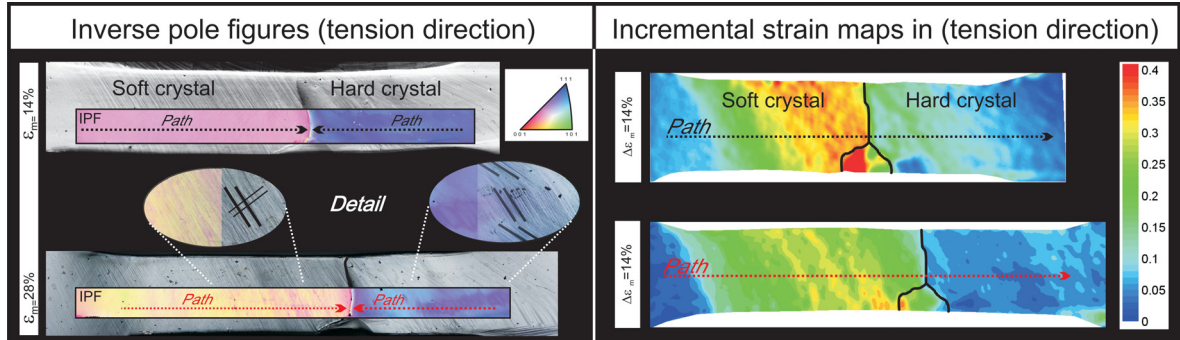 Inverse pole figures (tension direction)
Incremental strain maps in (tension direction)
εm=14%
Soft crystal
Hard crystal
IPF
Path
Path
111
001
101
Detail
εm=28%
IPF
Path
Path
Δεm=14%
Soft crystal
Hard crystal
Path
Δεm=14%
Path
0.4
0.35
0.3
0.25
0.2
0.15
0.1
0.05
0